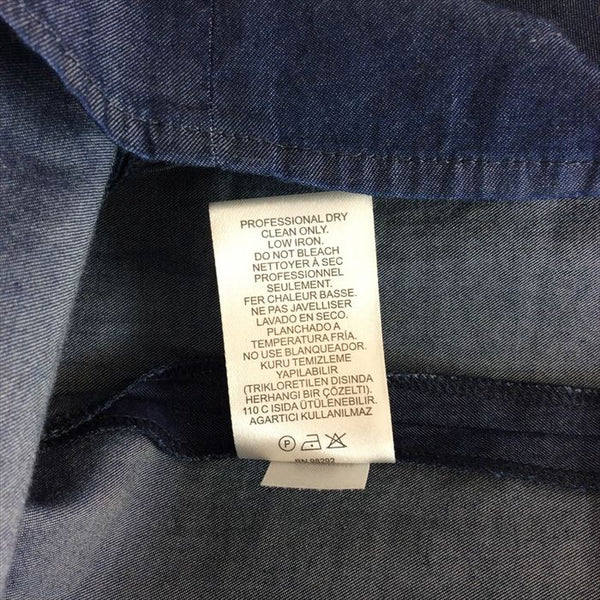 PROFESSIONAL DRY
CLEAN ONLY.
LOW IRON.
DO NOT BLEACH
NETTOYER À SEC
PROFESSIONNEL
SEULEMENT.
FER CHALEUR BASSE.
NE PAS JAVELLISER
LAVADO EN SECO.
PLANCHADO A
TEMPERATURA FRÍA.
NO USE BLANQUEADOR.
KURU TEMIZLEME
YAPILABILIR
(TRIKLORETILEN DISINDA
HERHANGI BIR ÇÖZELTI).
110 C ISIDA ÜTÜLENEBILIR.
AGARTICI KULLANILMAZ
P
RN 98292